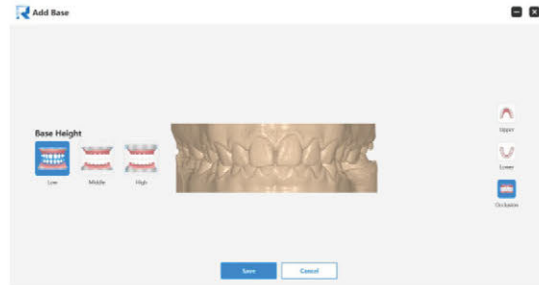 Add Base
Base Height
Low
Middle
High
Upper
Lower
Occlusion
Save
Cancel